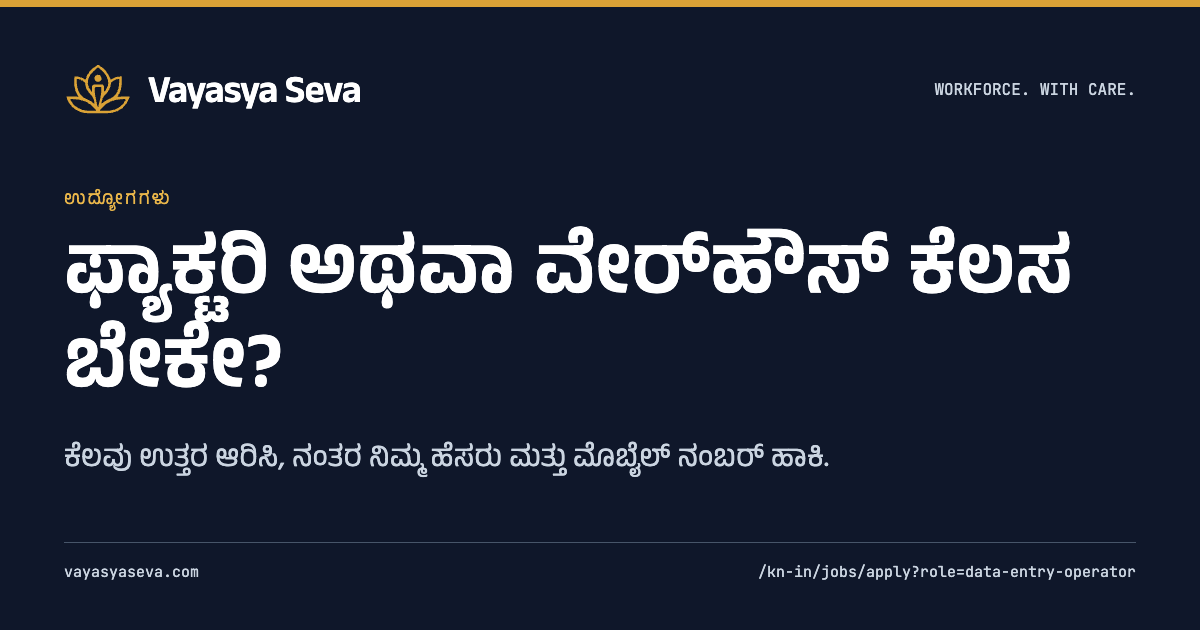 Vayasya Seva
WORKFORCE. WITH CARE.
ಉದ್ಯೋಗಗಳು
ಫ್ಯಾಕ್ಟರಿ ಅಥವಾ ವೇರ್‌ಹೌಸ್ ಕೆಲಸ
ಬೇಕೇ?
ಕೆಲವು ಉತ್ತರ ಆರಿಸಿ, ನಂತರ ನಿಮ್ಮ ಹೆಸರು ಮತ್ತು ಮೊಬೈಲ್ ನಂಬರ್ ಹಾಕಿ.
vayasyaseva.com
/kn-in/jobs/apply?role=data-entry-operator